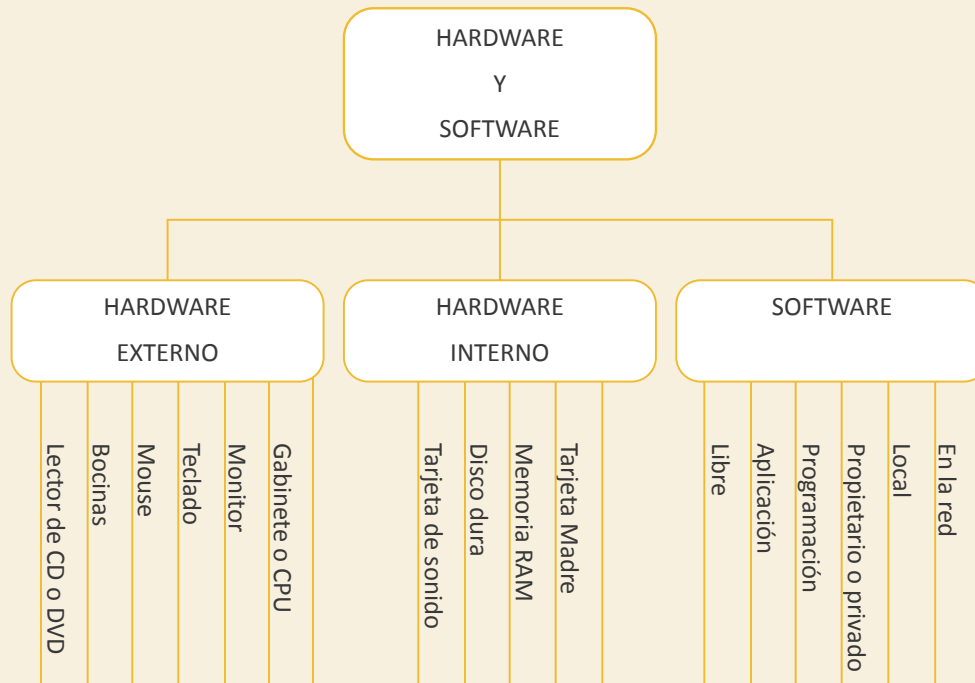 HARDWARE
Y
SOFTWARE
HARDWARE
EXTERNO
HARDWARE
INTERNO
SOFTWARE
Lector de CD o DVD
Bocinas
Mouse
Teclado
Monitor
Gabinete o CPU
Tarjeta de sonido
Disco dura
Memoria RAM
Tarjeta Madre
Libre
Aplicación
Programación
Propietario o privado
Local
En la red